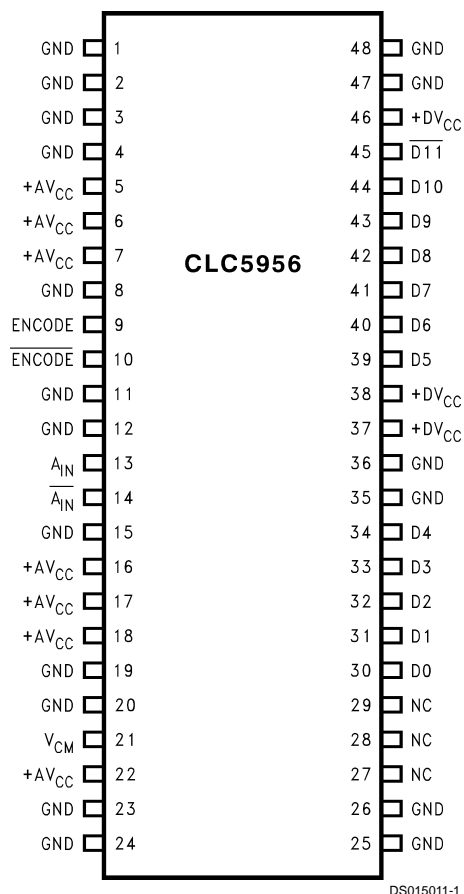 GND 1 48 GND
GND 2 47 GND
GND 3 46 +DVCC
GND 4 45 D̅1̅1̅
+AVCC 5 44 D10
+AVCC 6 43 D9
+AVCC 7 42 D8
CLC5956
GND 8 41 D7
ENCODE 9 40 D6
E̅N̅C̅O̅D̅E̅ 10 39 D5
GND 11 38 +DVCC
GND 12 37 +DVCC
AIN 13 36 GND
A̅I̅N̅ 14 35 GND
GND 15 34 D4
+AVCC 16 33 D3
+AVCC 17 32 D2
+AVCC 18 31 D1
GND 19 30 D0
GND 20 29 NC
VCM 21 28 NC
+AVCC 22 27 NC
GND 23 26 GND
GND 24 25 GND
DS015011-1